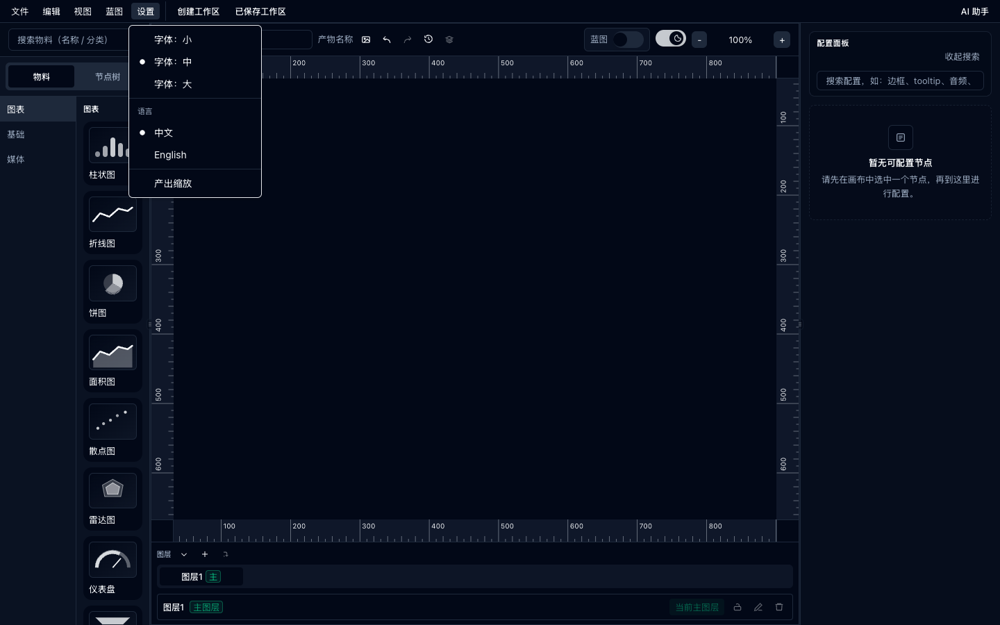 文件 编辑 视图 蓝图 设置 创建工作区 已保存工作区 AI 助手
搜索物料（名称 / 分类）
产物名称
蓝图
- 100% +
物料 节点树
图表
基础
媒体
图表
柱状图
折线图
饼图
面积图
散点图
雷达图
仪表盘
字体：小
字体：中
字体：大
语言
中文
English
产出缩放
200 300 400 500 600 700 800
100
200
300
400
500
600
300
400
500
600
100 200 300 400 500 600 700 800
图层
图层1 主
图层1 主图层 当前主图层
配置面板
收起搜索
搜索配置，如：边框、tooltip、音频、
暂无可配置节点
请先在画布中选中一个节点，再到这里进
行配置。